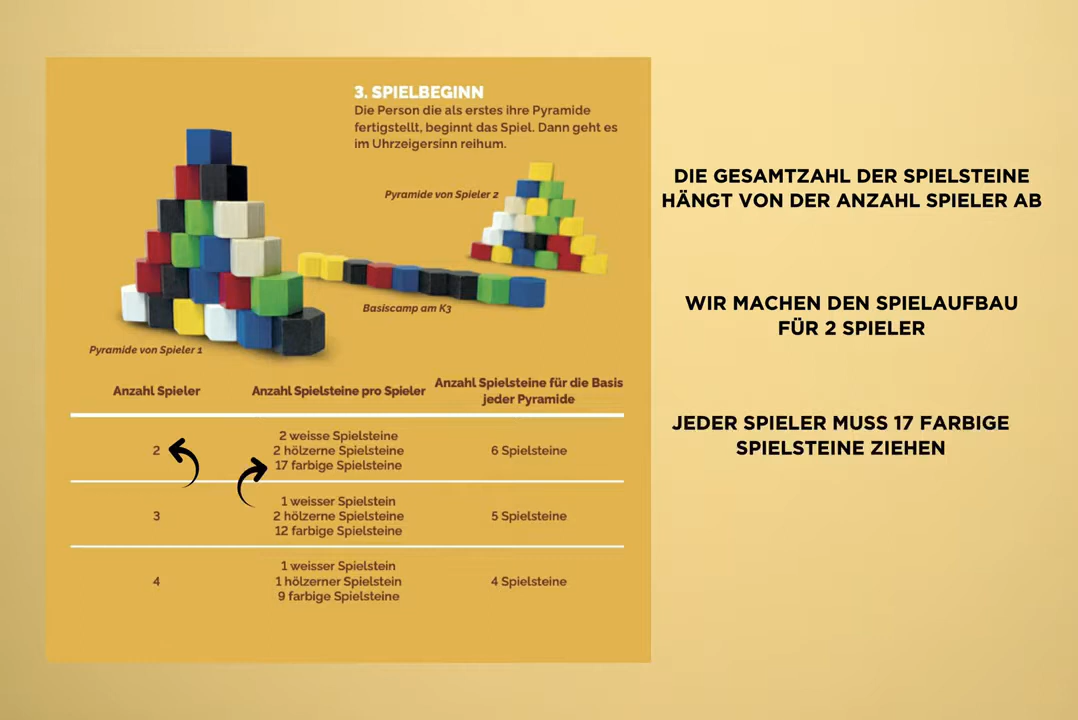 3. SPIELBEGINN
Die Person die als erstes ihre Pyramide
fertigstellt, beginnt das Spiel. Dann geht es
im Uhrzeigersinn reihum.
Pyramide von Spieler 2
Basiscamp am K3
Pyramide von Spieler 1
Anzahl Spieler
Anzahl Spielsteine pro Spieler
Anzahl Spielsteine für die Basis
jeder Pyramide
2
2 weisse Spielsteine
2 hölzerne Spielsteine
17 farbige Spielsteine
6 Spielsteine
3
1 weisser Spielstein
2 hölzerne Spielsteine
12 farbige Spielsteine
5 Spielsteine
4
1 weisser Spielstein
1 hölzerner Spielstein
9 farbige Spielsteine
4 Spielsteine
DIE GESAMTZAHL DER SPIELSTEINE
HÄNGT VON DER ANZAHL SPIELER AB
WIR MACHEN DEN SPIELAUFBAU
FÜR 2 SPIELER
JEDER SPIELER MUSS 17 FARBIGE
SPIELSTEINE ZIEHEN